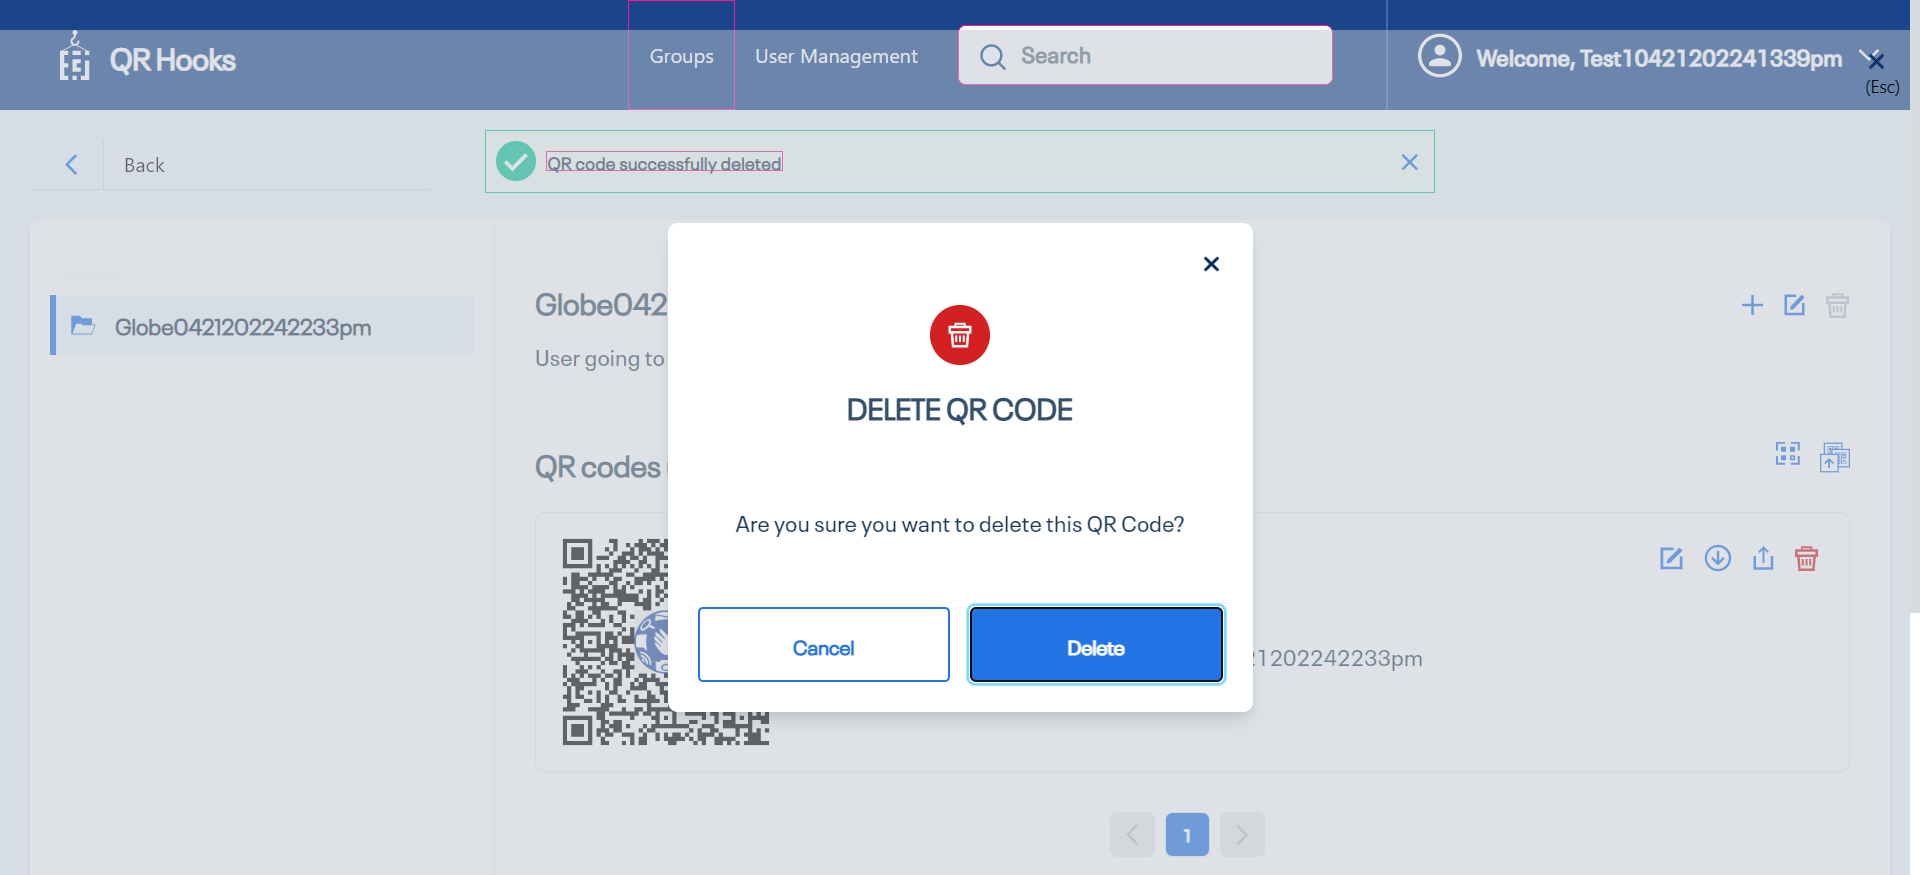 QR Hooks
Groups
User Management
Search
Welcome, Test10421202241339pm
(Esc)
Back
QR code successfully deleted
Globe0421202242233pm
Globe042
User going to
DELETE QR CODE
QR codes
Are you sure you want to delete this QR Code?
Cancel
Delete
1202242233pm
1